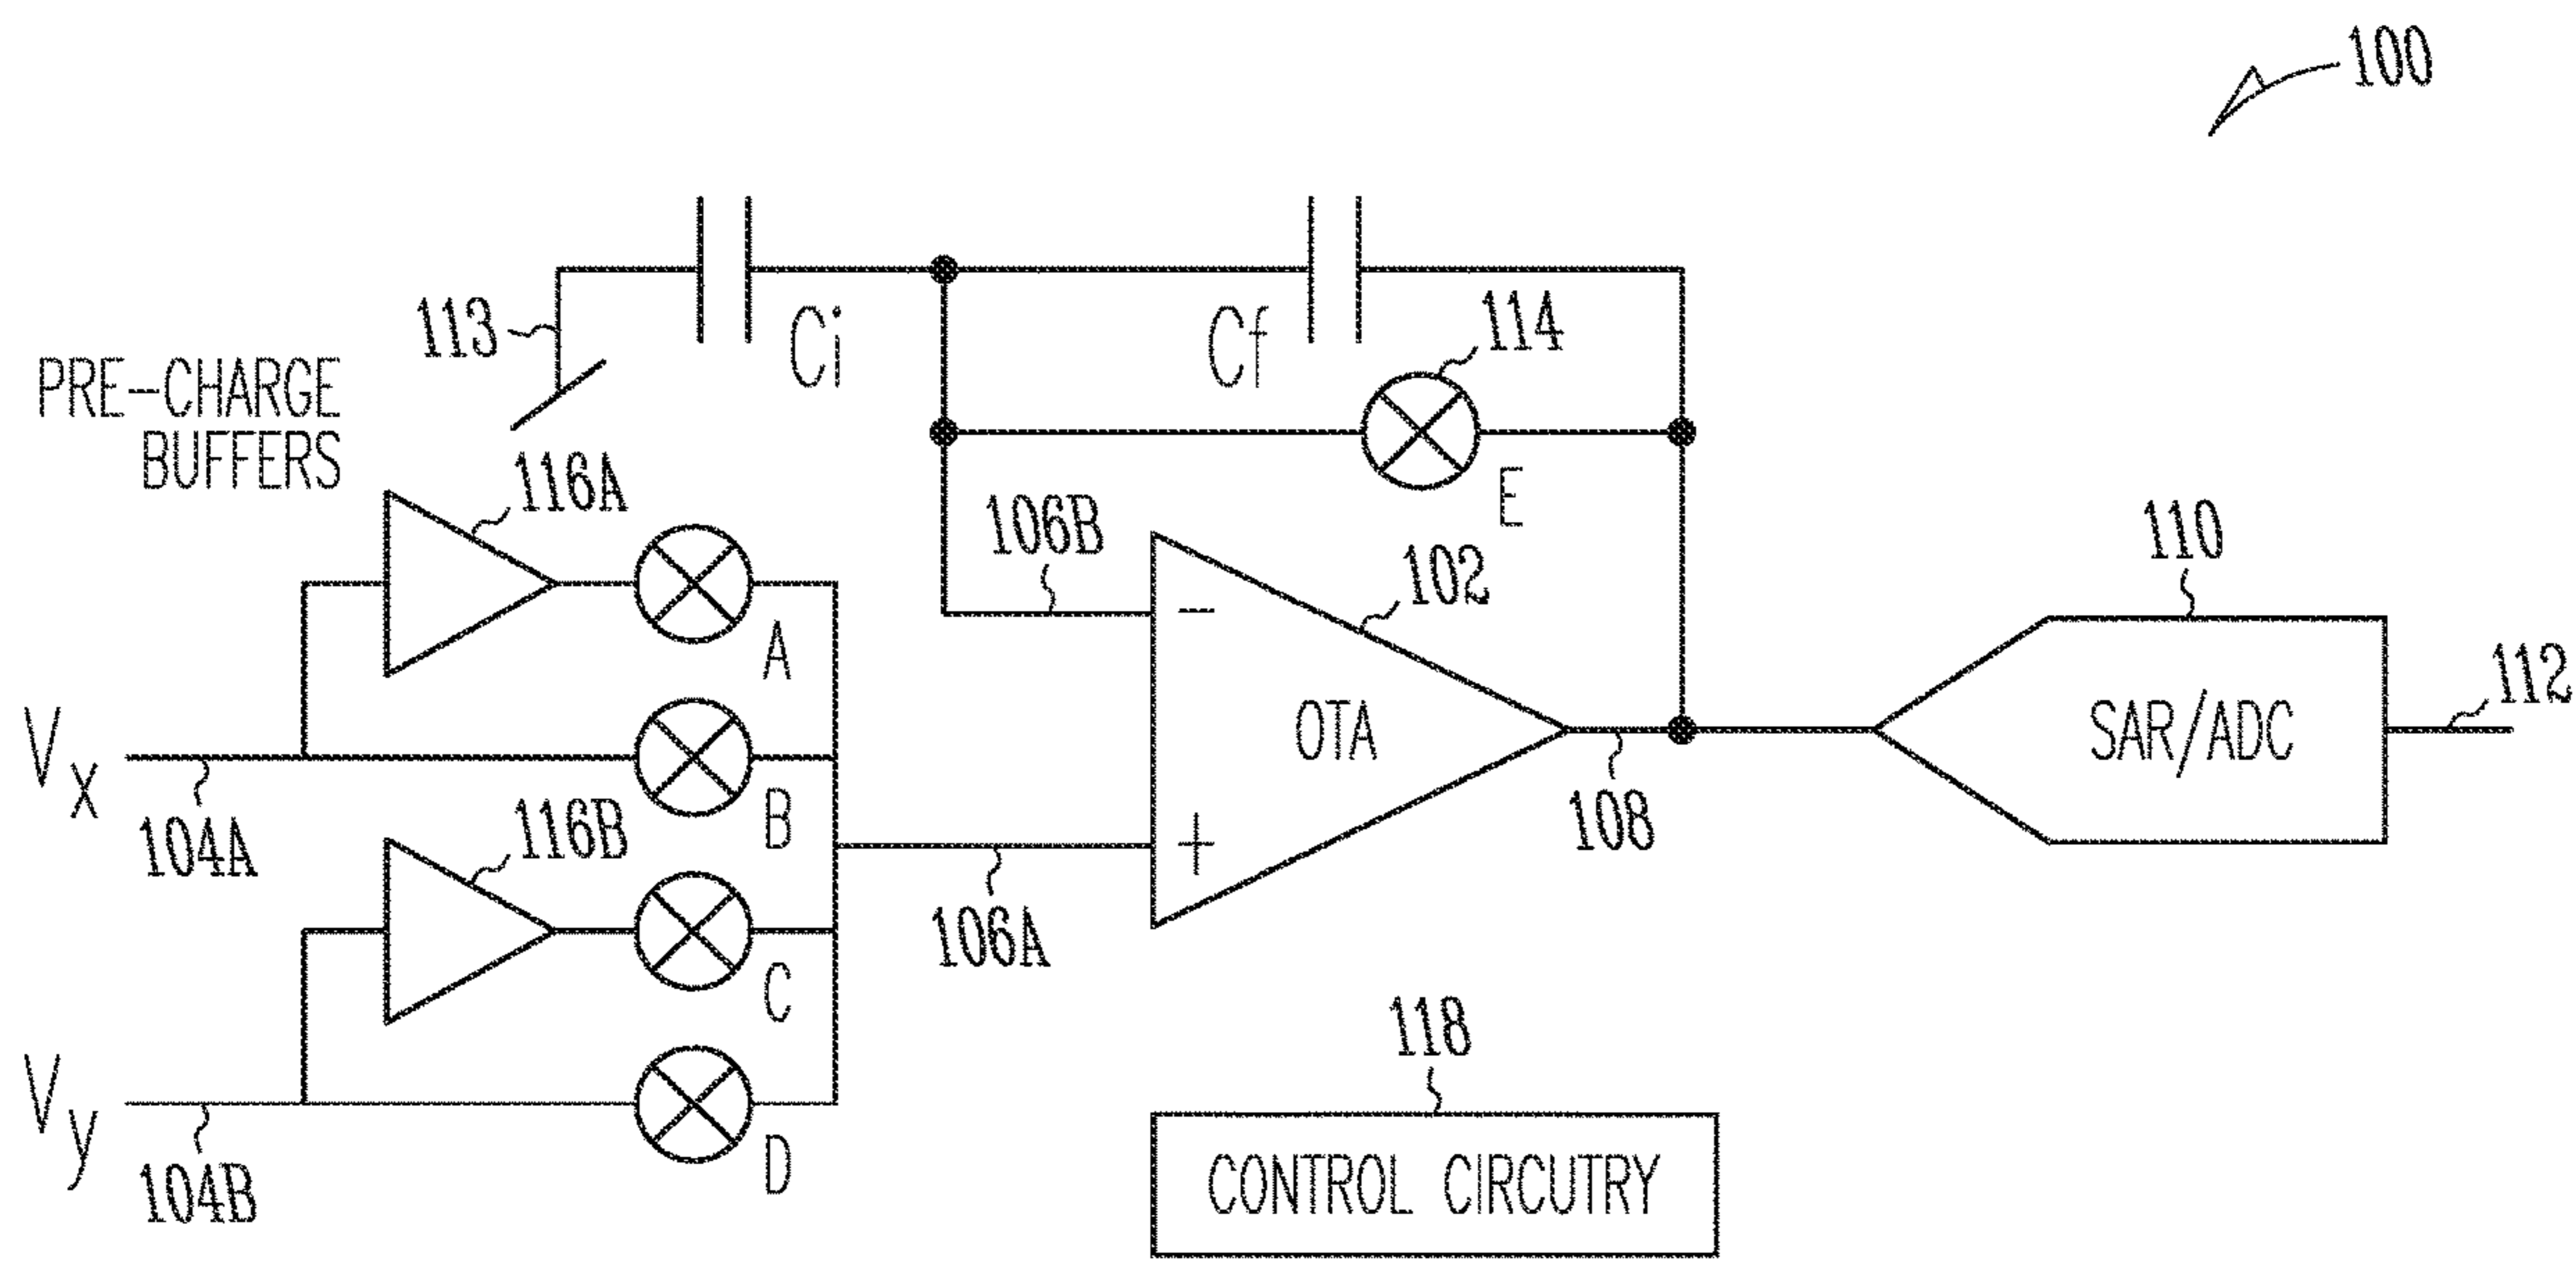 100
113
Ci
Cf
114
PRE-CHARGE
BUFFERS
116A
E
106B
102
110
A
-
OTA
SAR/ADC
112
Vx
104A
B
116B
+
108
106A
C
118
Vy
104B
D
CONTROL CIRCUTRY